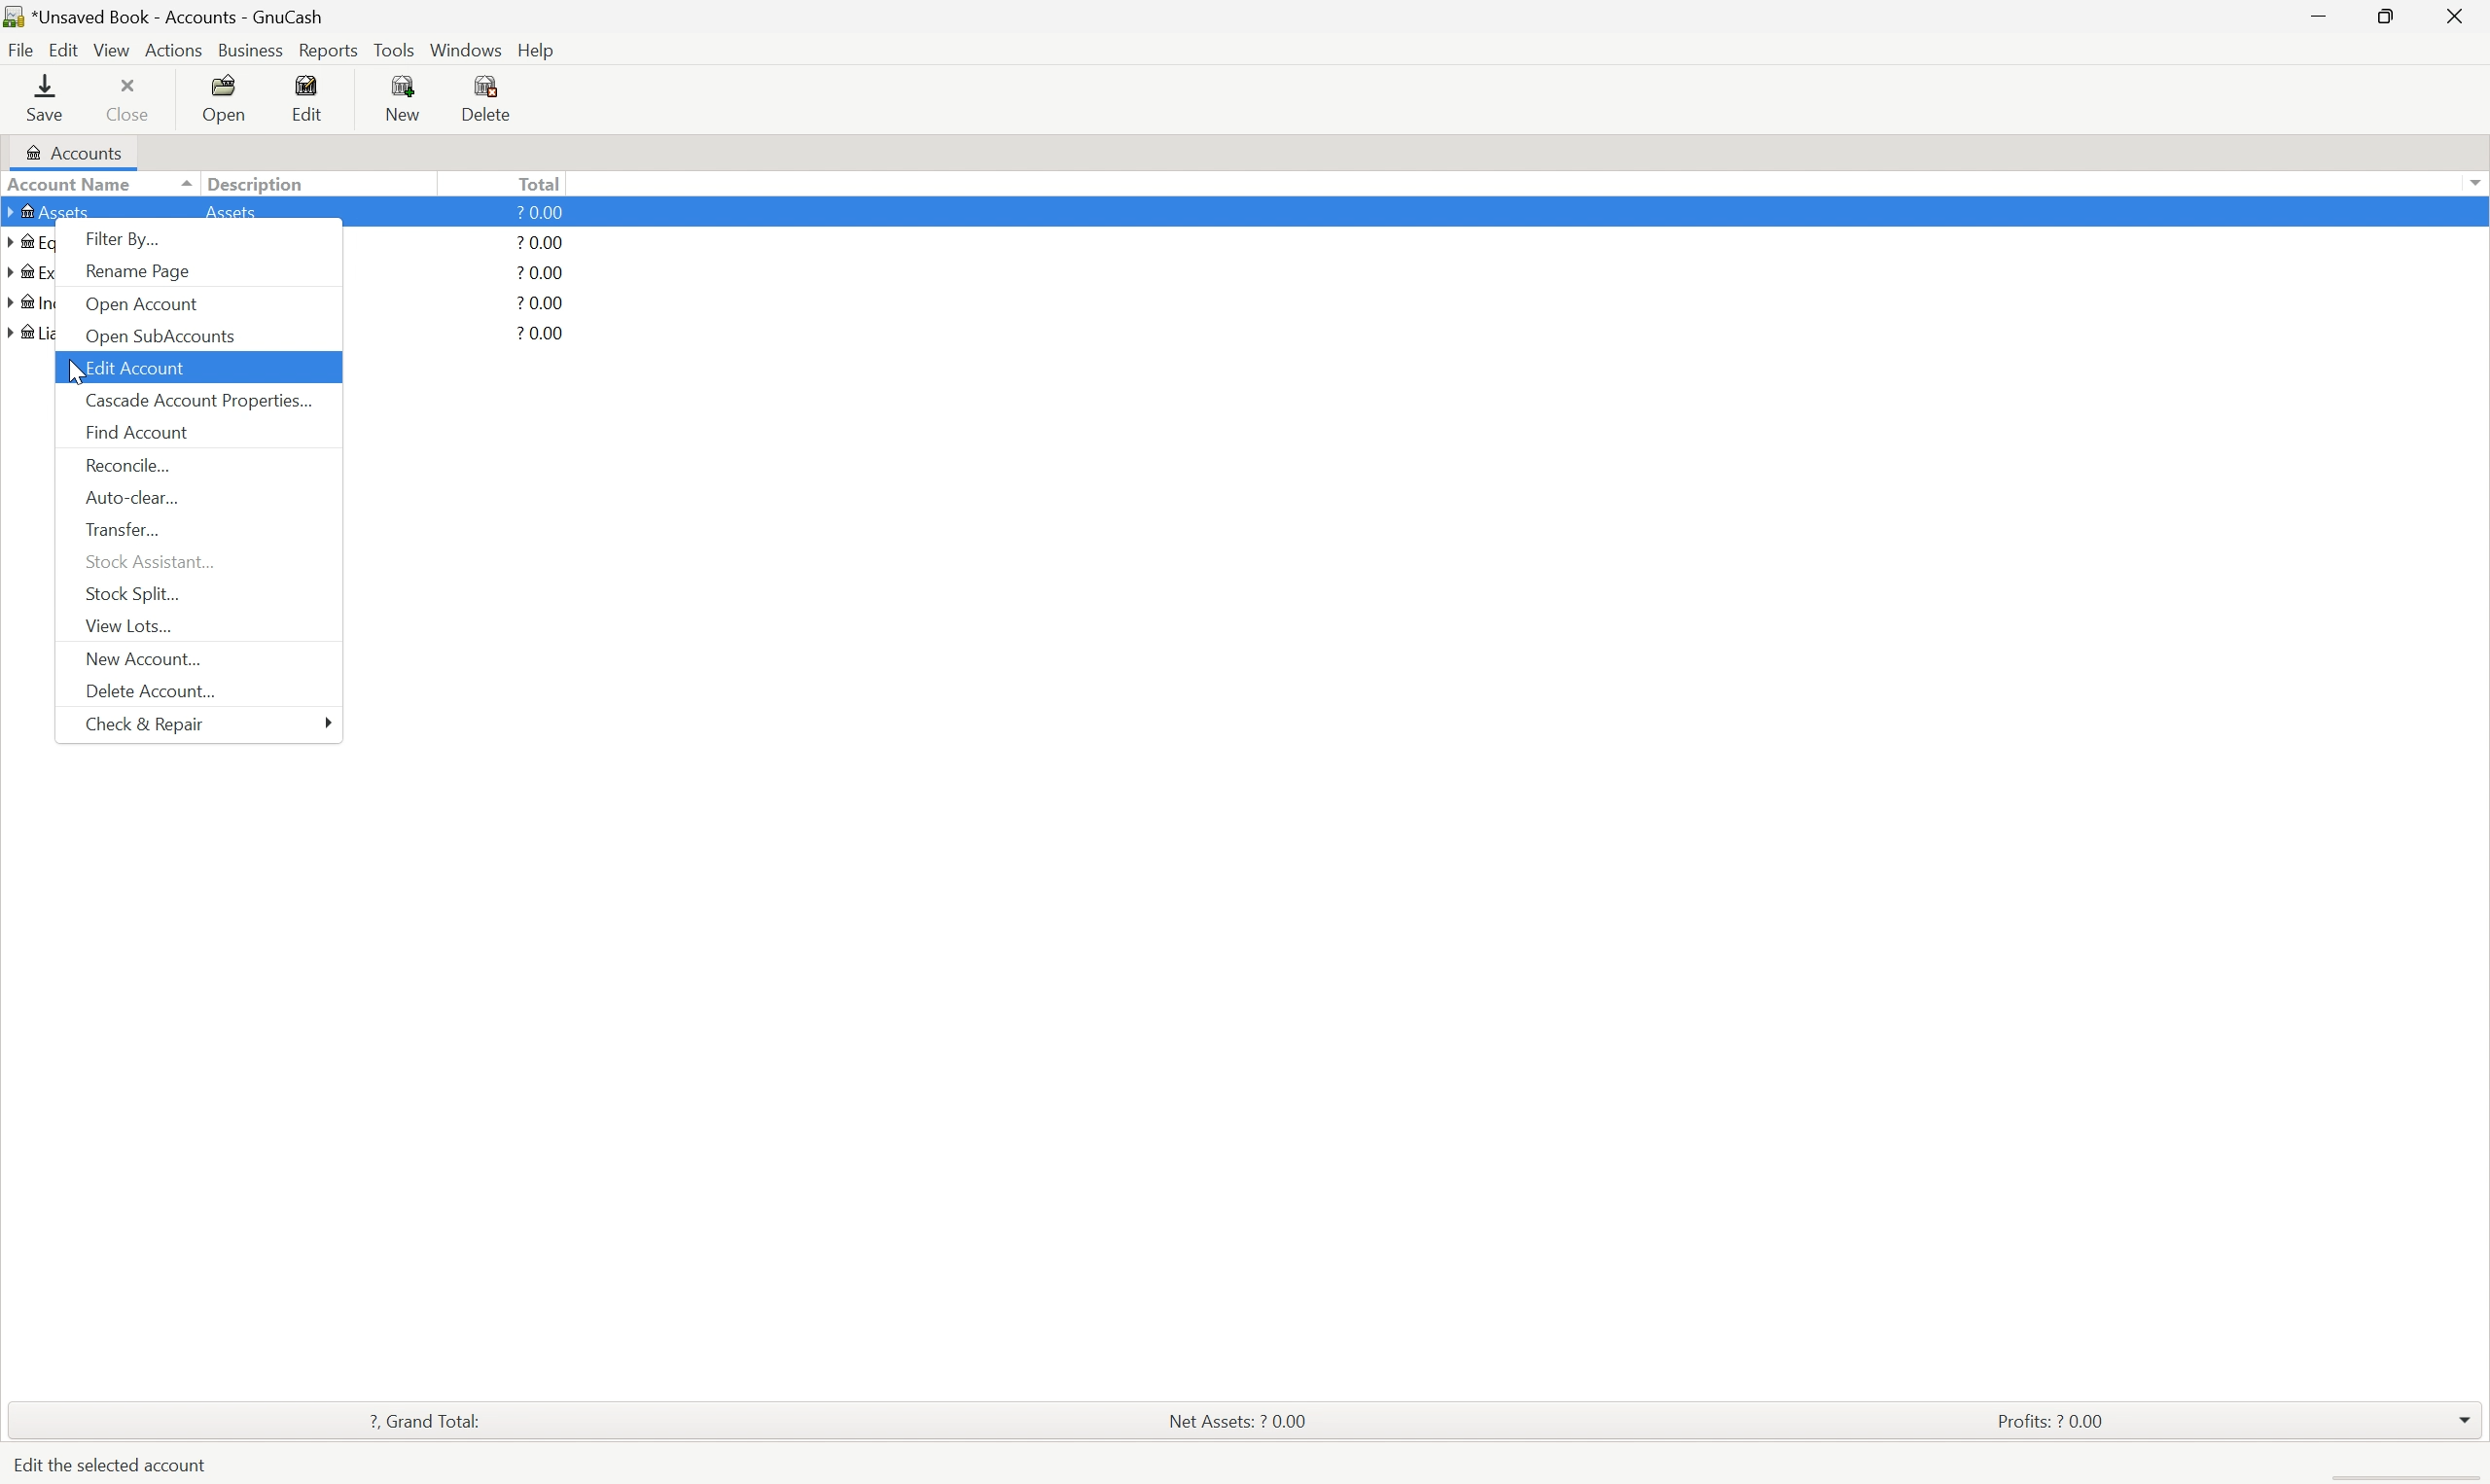 *Unsaved Book - Accounts - GnuCash
File Edit View Actions Business Reports Tools Windows Help
Save Close Open Edit New Delete
Accounts
Account Name Description Total
Assets Assets ? 0.00
? 0.00
? 0.00
? 0.00
? 0.00
Filter By...
Rename Page
Open Account
Open SubAccounts
Edit Account
Cascade Account Properties...
Find Account
Reconcile...
Auto-clear...
Transfer...
Stock Assistant...
Stock Split...
View Lots...
New Account...
Delete Account...
Check & Repair
?, Grand Total: Net Assets: ? 0.00 Profits: ? 0.00
Edit the selected account